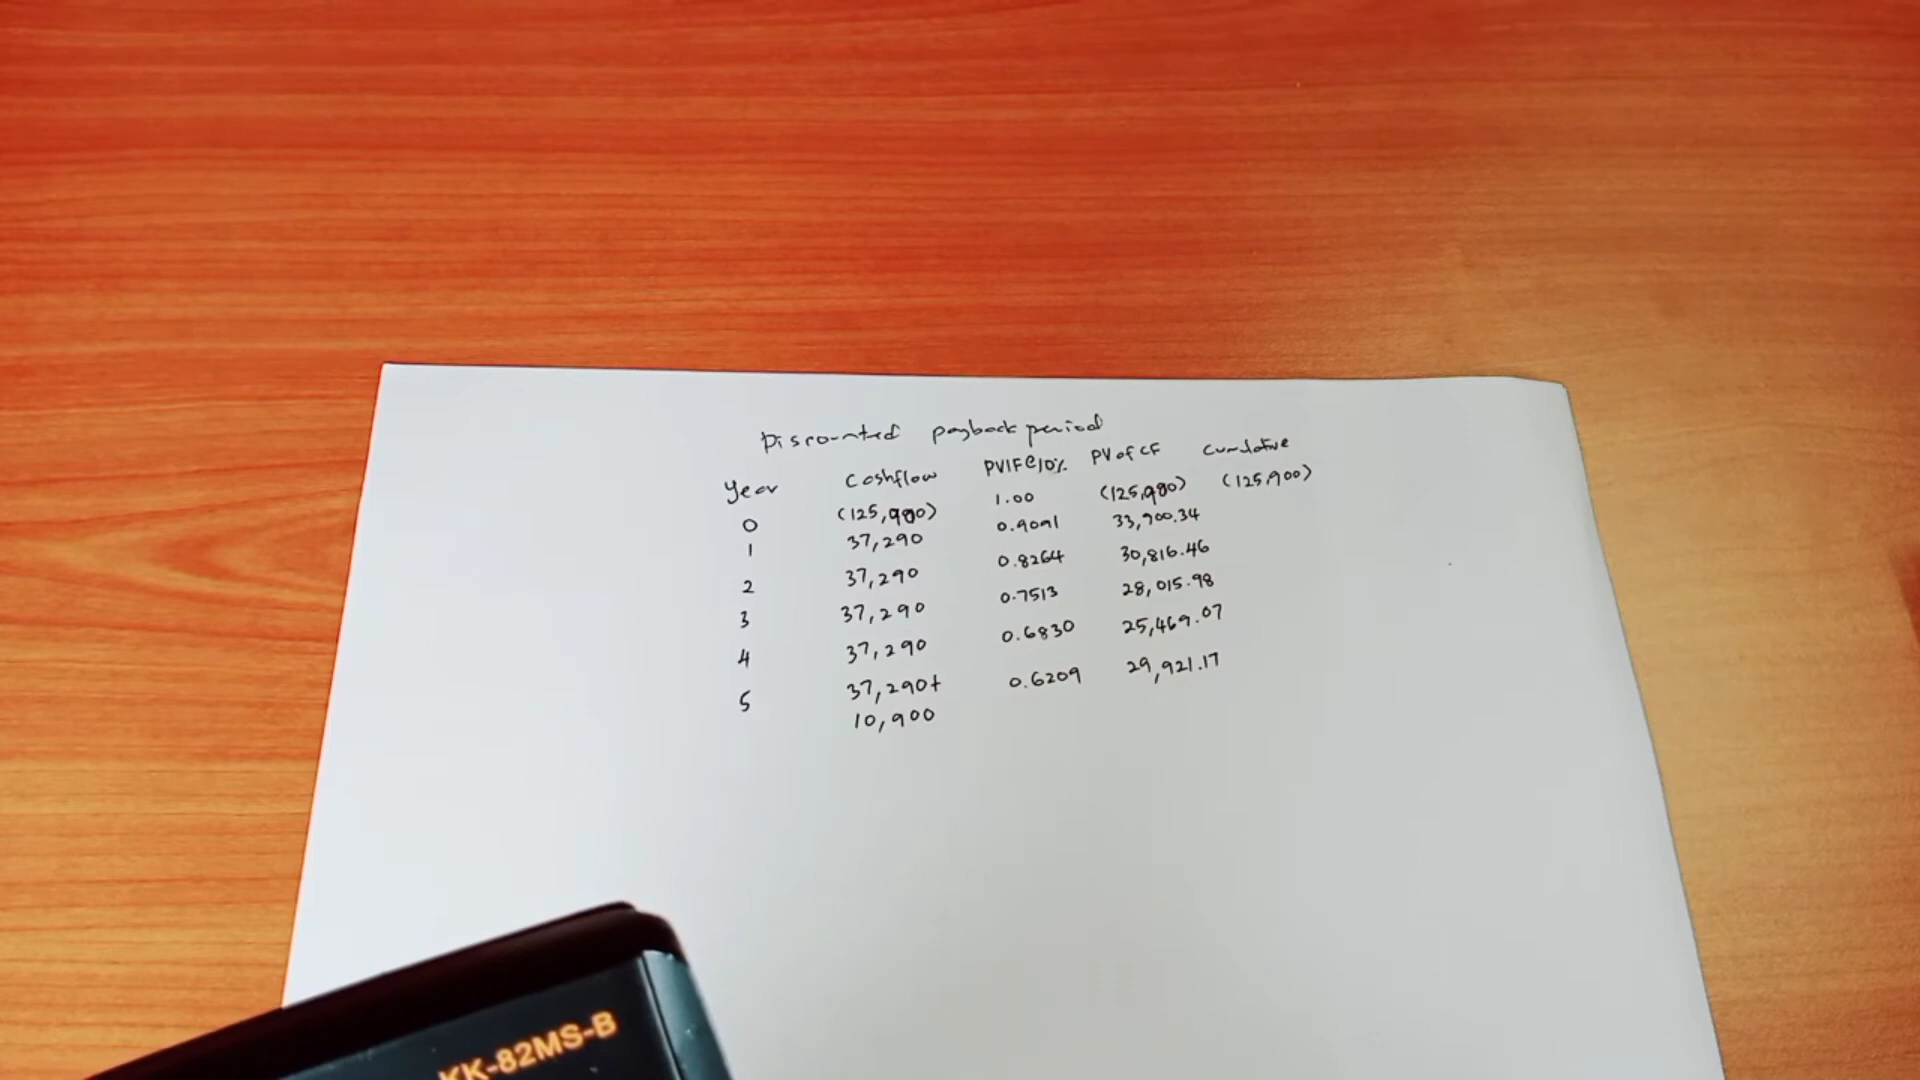 Discounted payback period
Year Cashflow PVIF@10% PV of CF Cumulative
0 (125,900) 1.00 (125,900) (125,900)
1 37,290 0.9091 33,900.34
2 37,290 0.8264 30,816.46
3 37,290 0.7513 28,015.98
4 37,290 0.6830 25,469.07
5 37,290+ 0.6209 29,921.17
10,900
KK-82MS-B